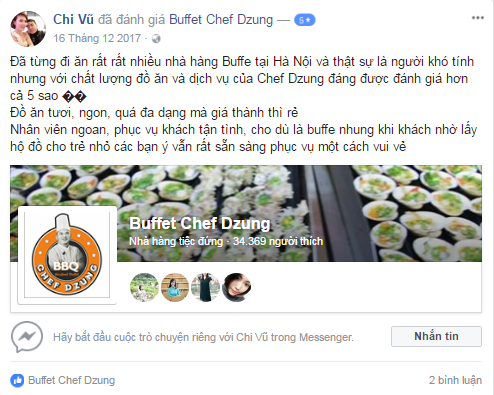 Chi Vũ đã đánh giá Buffet Chef Dzung — 5★
16 Tháng 12 2017 ·
Đã từng đi ăn rất rất nhiều nhà hàng Buffe tại Hà Nội và thật sự là người khó tính
nhưng với chất lượng đồ ăn và dịch vụ của Chef Dzung đáng được đánh giá hơn
cả 5 sao ��
Đồ ăn tươi, ngon, quá đa dạng mà giá thành thì rẻ
Nhân viên ngoan, phục vụ khách tận tình, cho dù là buffe nhưng khi khách nhờ lấy
hộ đồ cho trẻ nhỏ các bạn ý vẫn rất sẵn sàng phục vụ một cách vui vẻ
Buffet Chef Dzung
Nhà hàng tiệc đứng · 34.369 người thích
BBQ
CHEF DZUNG
Hãy bắt đầu cuộc trò chuyện riêng với Chi Vũ trong Messenger.
Nhắn tin
Buffet Chef Dzung
2 bình luận